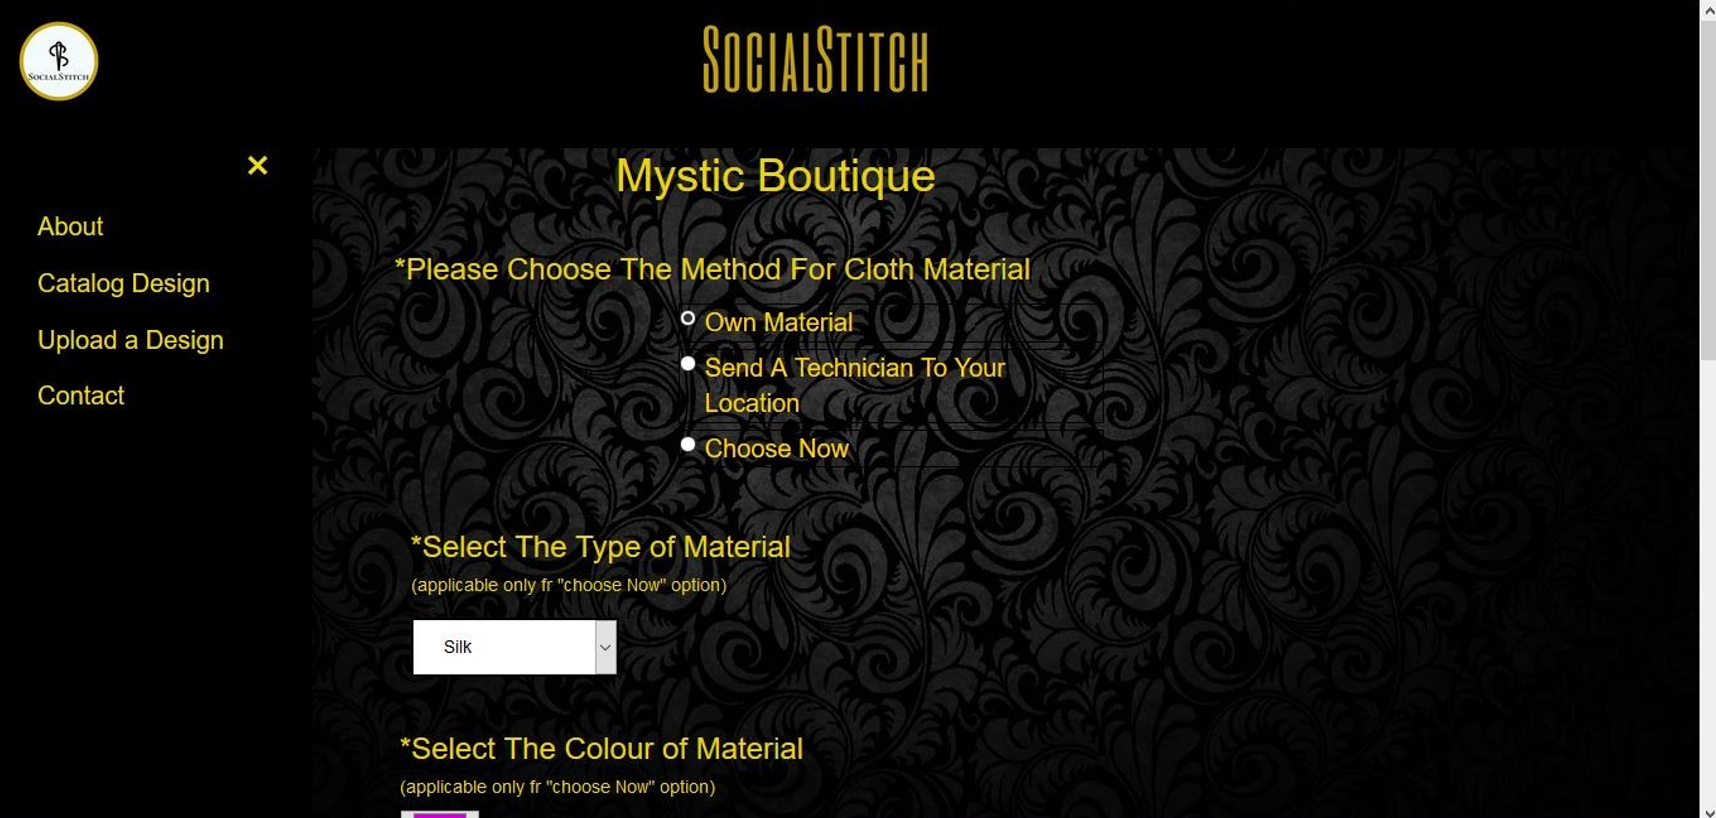 SOCIALSTITCH
SOCIALSTITCH
×
Mystic Boutique
About
Catalog Design
Upload a Design
Contact
*Please Choose The Method For Cloth Material
Own Material
Send A Technician To Your
Location
Choose Now
*Select The Type of Material
(applicable only fr "choose Now" option)
Silk
*Select The Colour of Material
(applicable only fr "choose Now" option)